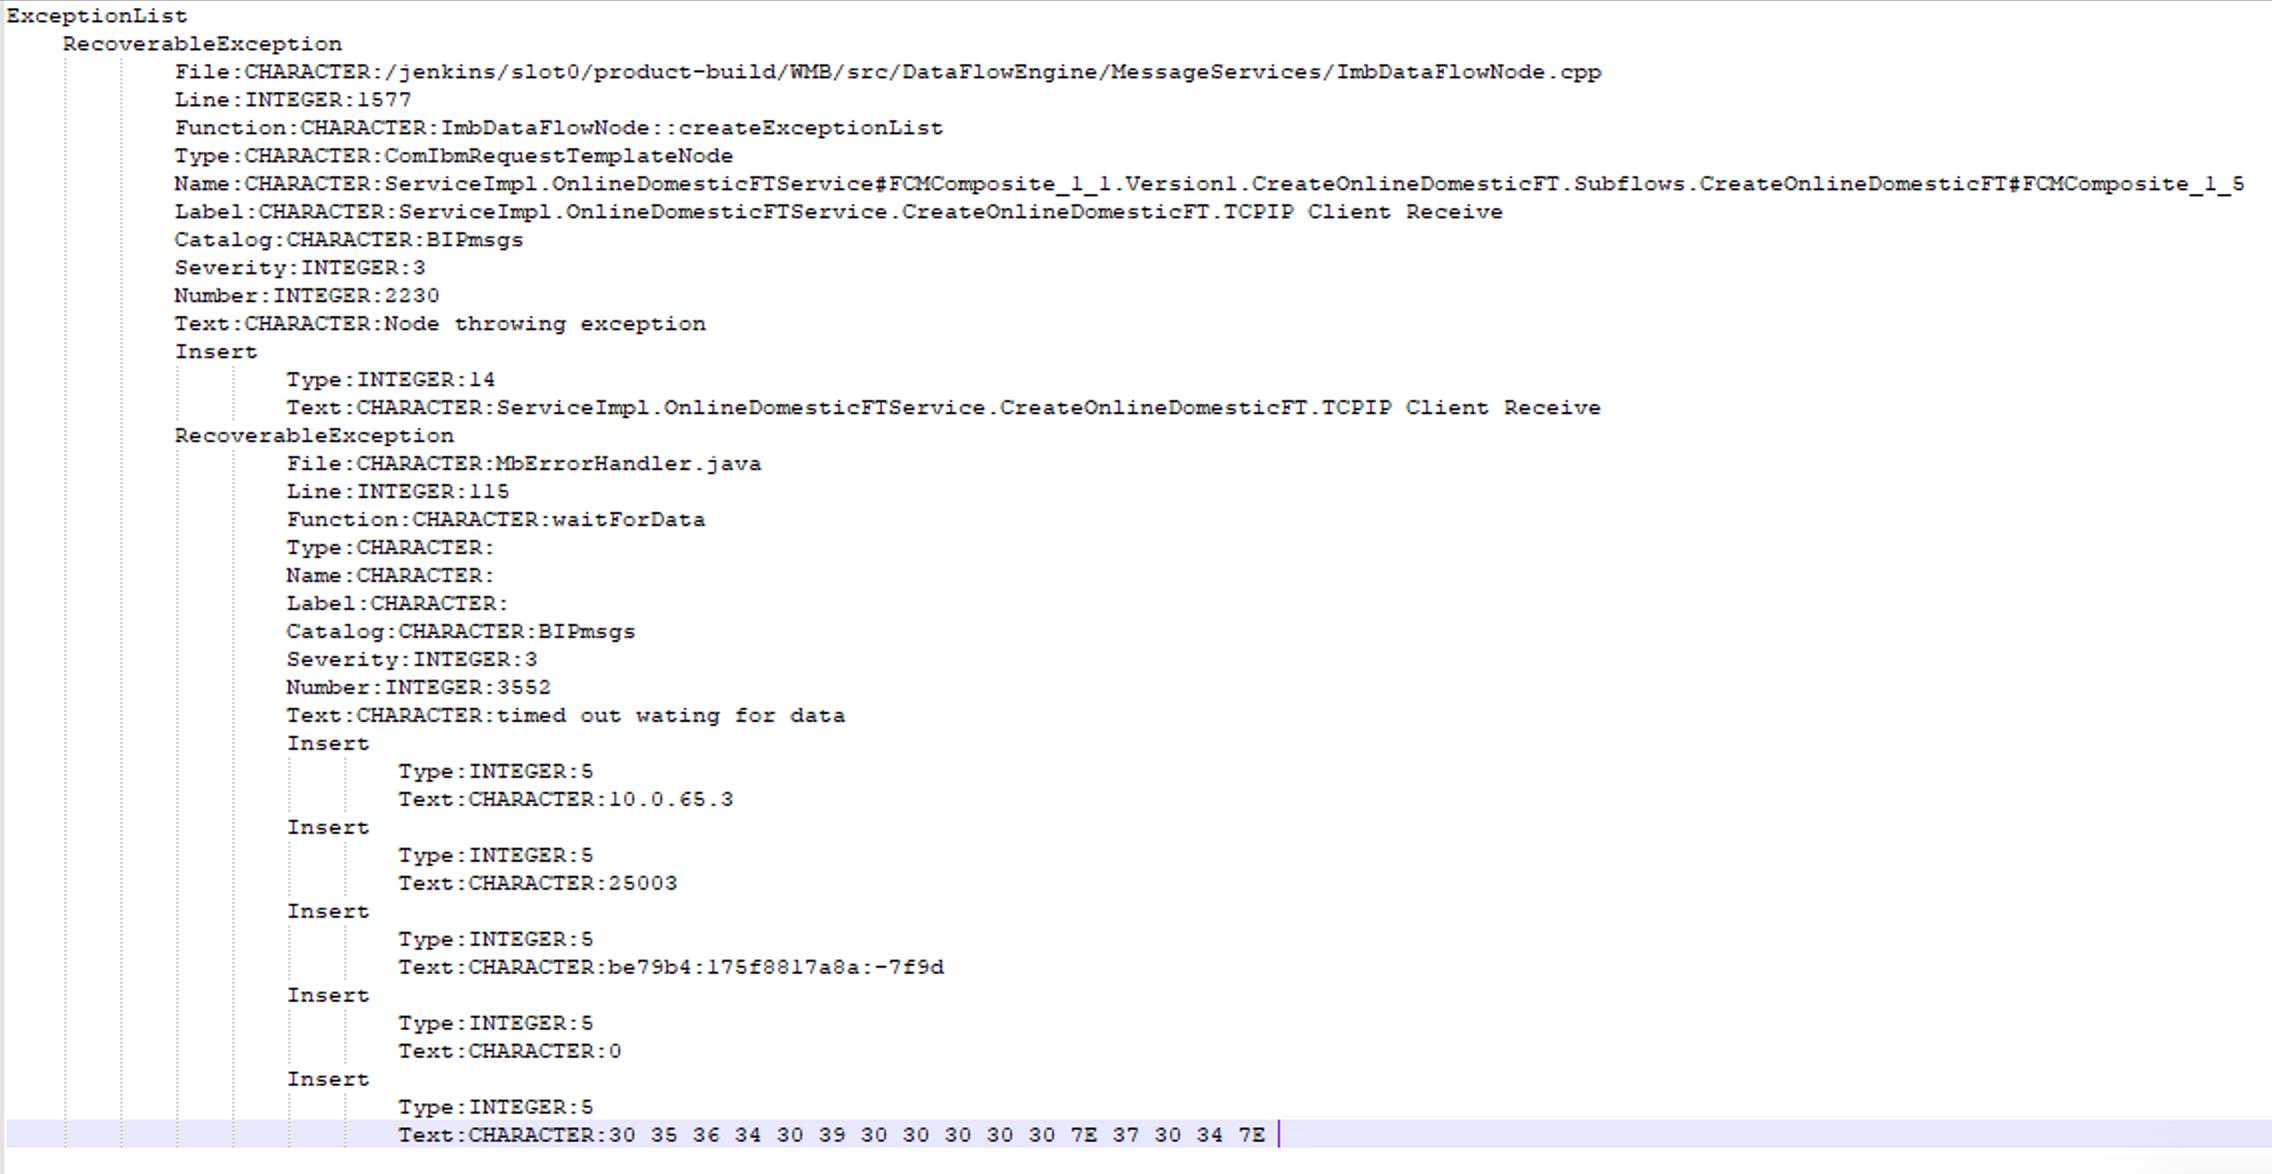 ExceptionList
RecoverableException
File:CHARACTER:/jenkins/slot0/product-build/WMB/src/DataFlowEngine/MessageServices/ImbDataFlowNode.cpp
Line:INTEGER:1577
Function:CHARACTER:ImbDataFlowNode::createExceptionList
Type:CHARACTER:ComIbmRequestTemplateNode
Name:CHARACTER:ServiceImpl.OnlineDomesticFTService#FCMComposite_1_1.Version1.CreateOnlineDomesticFT.Subflows.CreateOnlineDomesticFT#FCMComposite_1_5
Label:CHARACTER:ServiceImpl.OnlineDomesticFTService.CreateOnlineDomesticFT.TCPIP Client Receive
Catalog:CHARACTER:BIPmsgs
Severity:INTEGER:3
Number:INTEGER:2230
Text:CHARACTER:Node throwing exception
Insert
Type:INTEGER:14
Text:CHARACTER:ServiceImpl.OnlineDomesticFTService.CreateOnlineDomesticFT.TCPIP Client Receive
RecoverableException
File:CHARACTER:MbErrorHandler.java
Line:INTEGER:115
Function:CHARACTER:waitForData
Type:CHARACTER:
Name:CHARACTER:
Label:CHARACTER:
Catalog:CHARACTER:BIPmsgs
Severity:INTEGER:3
Number:INTEGER:3552
Text:CHARACTER:timed out wating for data
Insert
Type:INTEGER:5
Text:CHARACTER:10.0.65.3
Insert
Type:INTEGER:5
Text:CHARACTER:25003
Insert
Type:INTEGER:5
Text:CHARACTER:be79b4:175f8817a8a:-7f9d
Insert
Type:INTEGER:5
Text:CHARACTER:0
Insert
Type:INTEGER:5
Text:CHARACTER:30 35 36 34 30 39 30 30 30 30 30 7E 37 30 34 7E